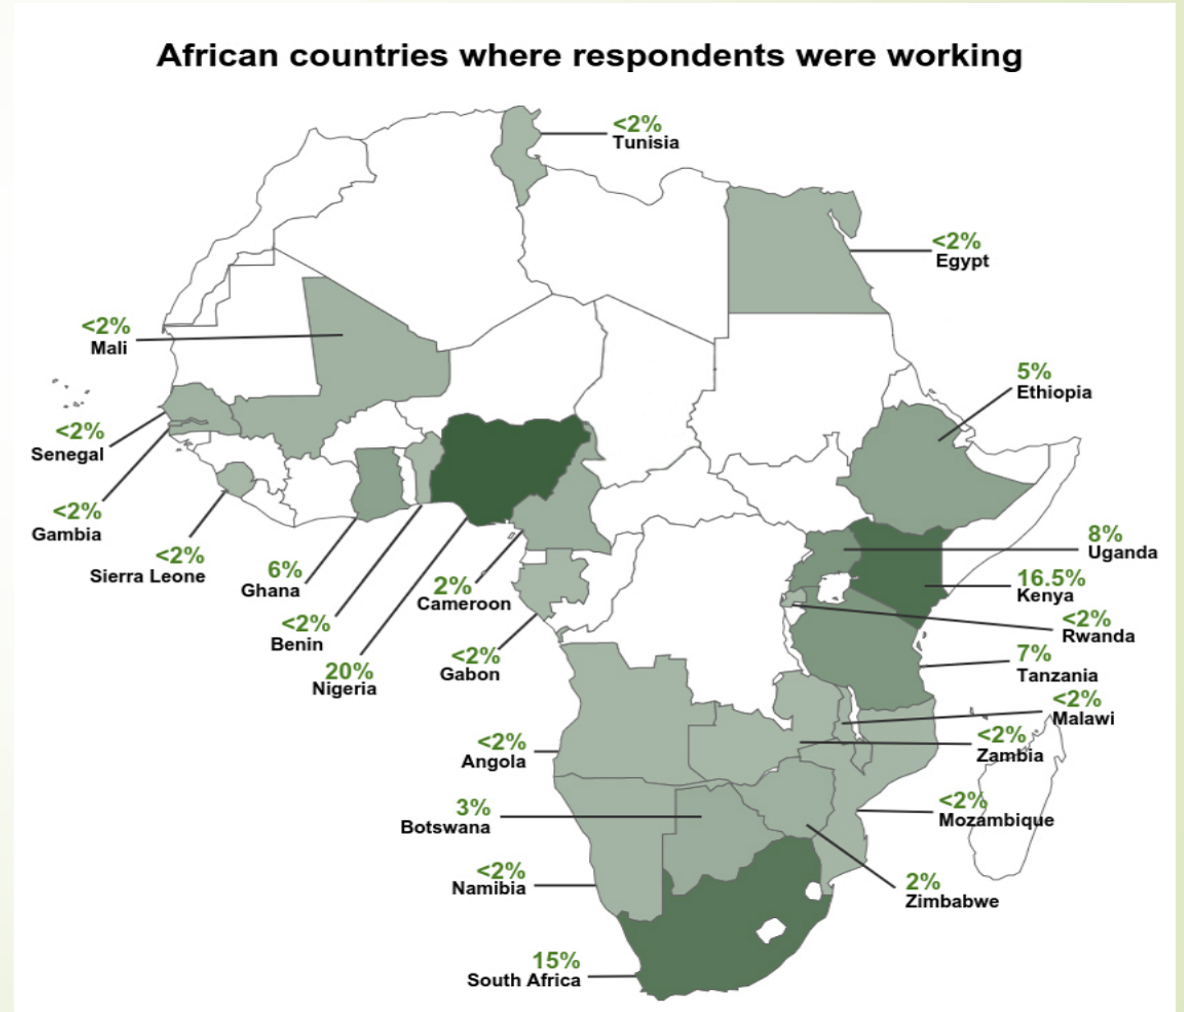 African countries where respondents were working
<2%
Tunisia
<2%
Egypt
<2%
Mali
5%
Ethiopia
<2%
Senegal
<2%
Gambia
<2%
Sierra Leone
6%
Ghana
<2%
Benin
20%
Nigeria
2%
Cameroon
<2%
Gabon
8%
Uganda
16.5%
Kenya
<2%
Rwanda
7%
Tanzania
<2%
Malawi
<2%
Zambia
<2%
Angola
3%
Botswana
<2%
Mozambique
<2%
Namibia
2%
Zimbabwe
15%
South Africa